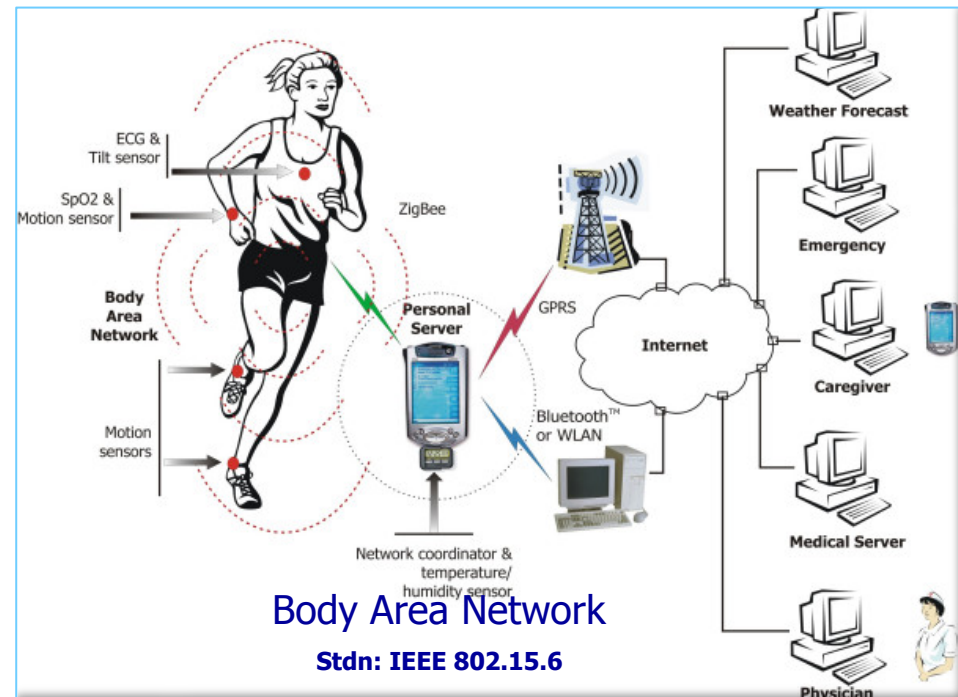 ECG &
Tilt sensor
SpO2 &
Motion sensor
ZigBee
Body
Area
Network
Motion
sensors
Personal
Server
Network coordinator &
temperature/
humidity sensor
GPRS
Bluetooth™
or WLAN
Internet
Weather Forecast
Emergency
Caregiver
Medical Server
Physician
Body Area Network
Stdn: IEEE 802.15.6